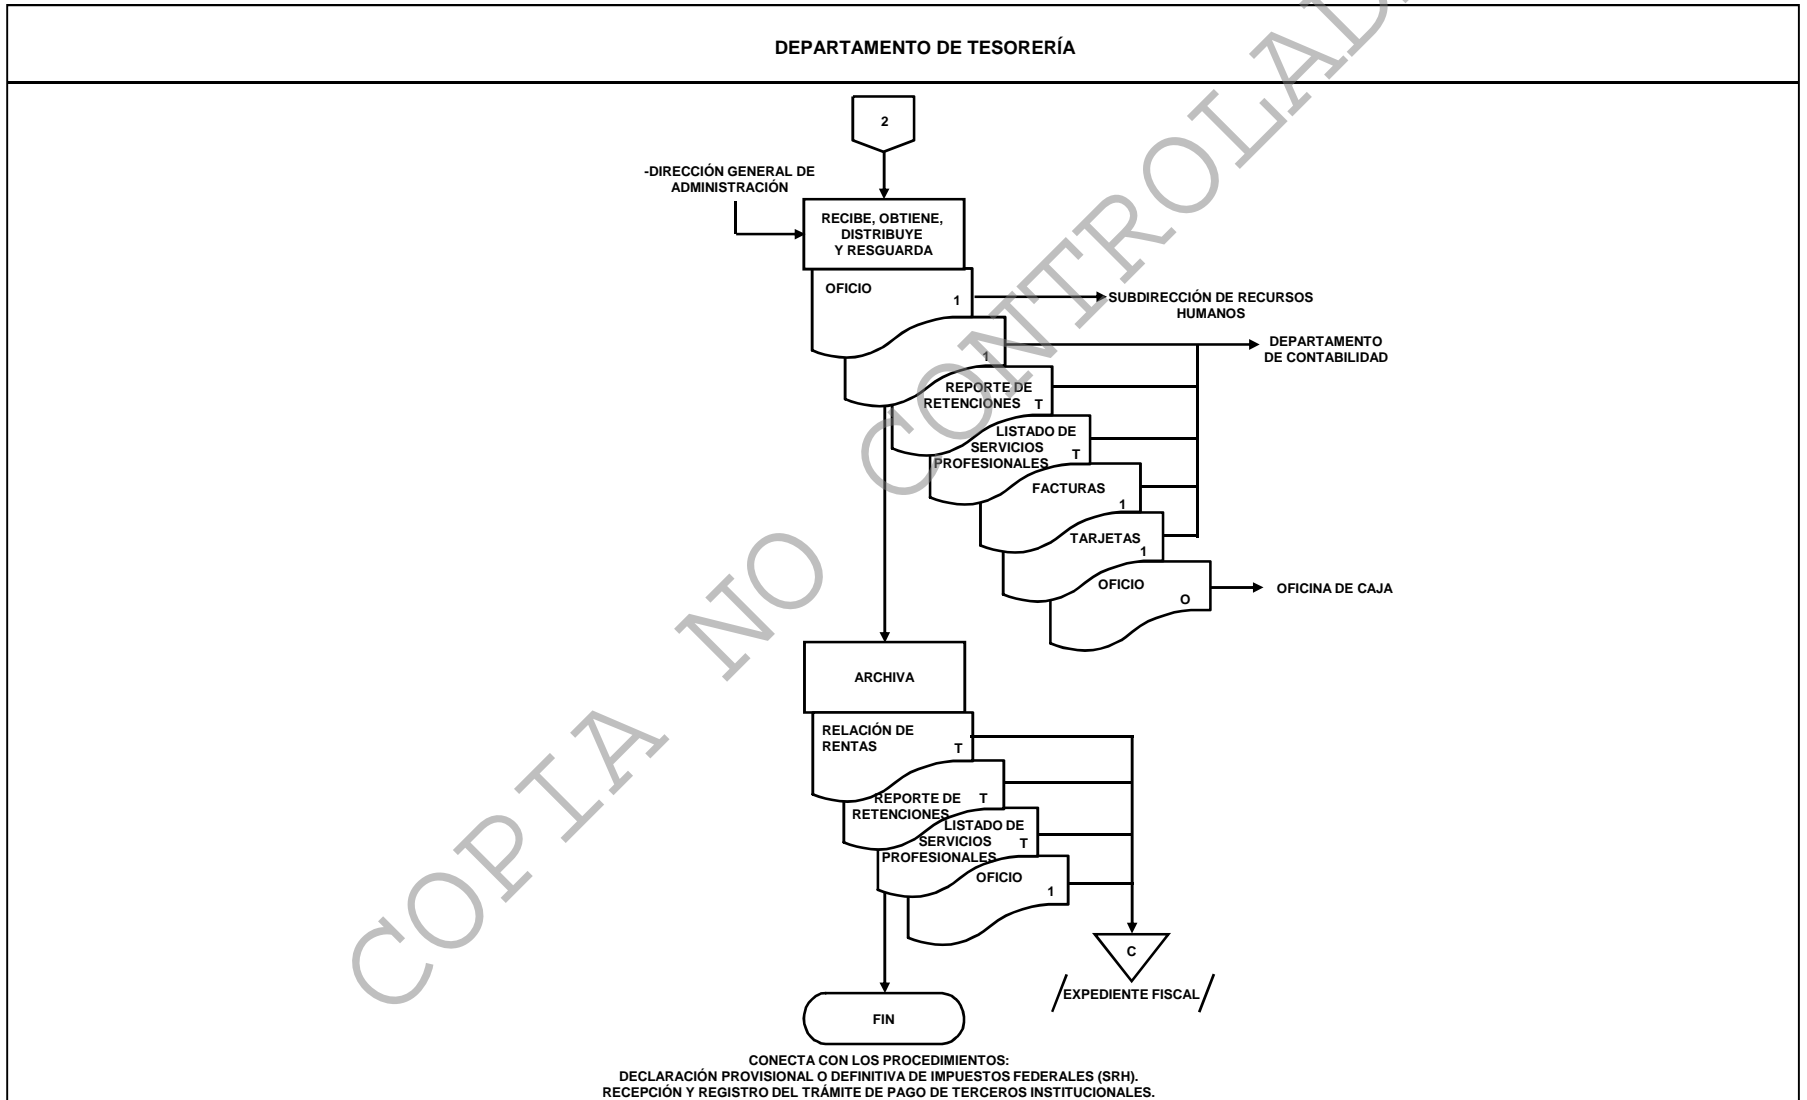 DEPARTAMENTO DE TESORERÍA
2
-DIRECCIÓN GENERAL DE
ADMINISTRACIÓN
RECIBE, OBTIENE,
DISTRIBUYE
Y RESGUARDA
OFICIO
1
SUBDIRECCIÓN DE RECURSOS
HUMANOS
1
DEPARTAMENTO
DE CONTABILIDAD
REPORTE DE
RETENCIONES T
LISTADO DE
SERVICIOS
PROFESIONALES T
FACTURAS
1
TARJETAS
1
OFICIO
O
OFICINA DE CAJA
ARCHIVA
RELACIÓN DE
RENTAS T
REPORTE DE T
RETENCIONES
LISTADO DE
SERVICIOS T
PROFESIONALES
OFICIO
1
C
/EXPEDIENTE FISCAL/
FIN
CONECTA CON LOS PROCEDIMIENTOS:
DECLARACIÓN PROVISIONAL O DEFINITIVA DE IMPUESTOS FEDERALES (SRH).
RECEPCIÓN Y REGISTRO DEL TRÁMITE DE PAGO DE TERCEROS INSTITUCIONALES.
COPIA NO CONTROLAD